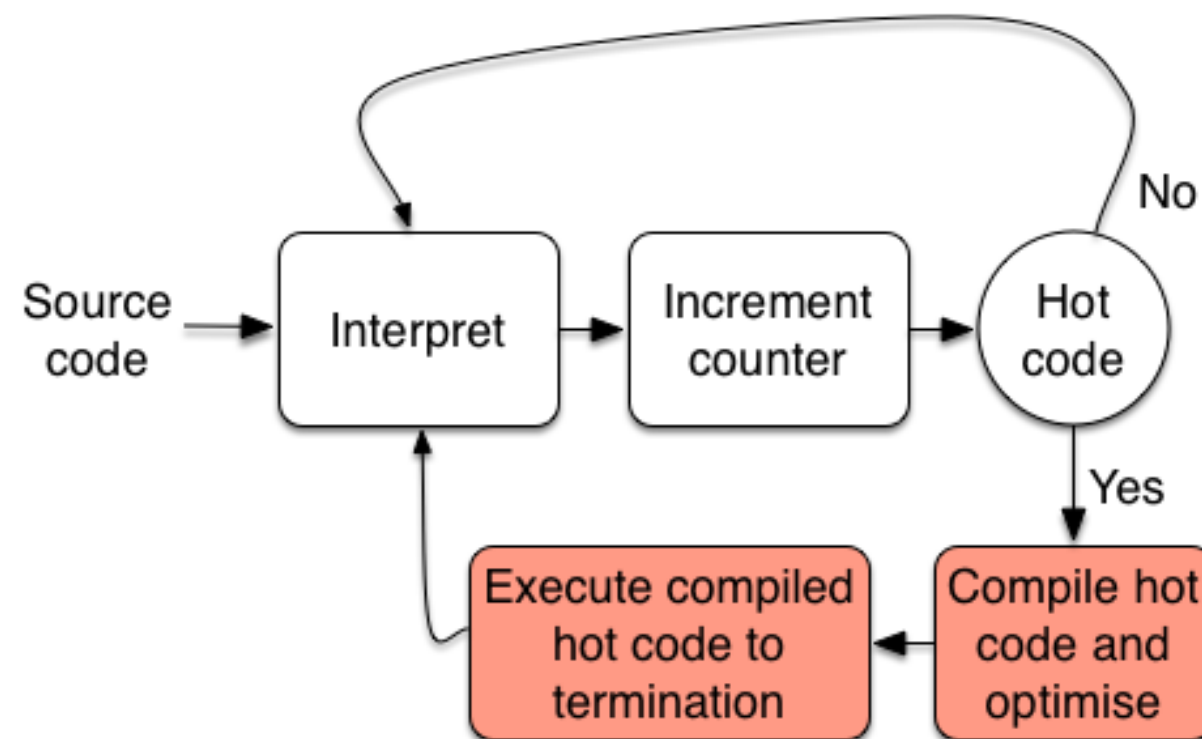 No
Source
code
Interpret
Increment
counter
Hot
code
Yes
Execute compiled
hot code to
termination
Compile hot
code and
optimise